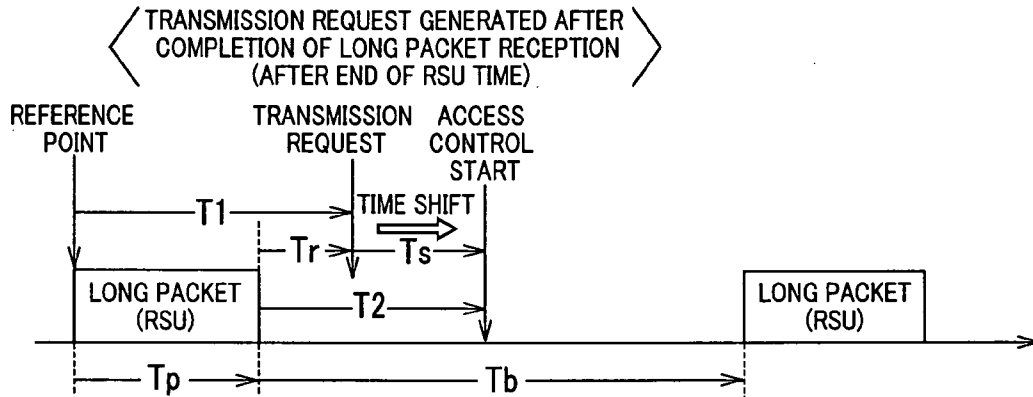 TRANSMISSION REQUEST GENERATED AFTER
COMPLETION OF LONG PACKET RECEPTION
(AFTER END OF RSU TIME)
REFERENCE
POINT
TRANSMISSION
REQUEST
ACCESS
CONTROL
START
T1
TIME SHIFT
Tr
Ts
LONG PACKET
(RSU)
T2
LONG PACKET
(RSU)
Tp
Tb